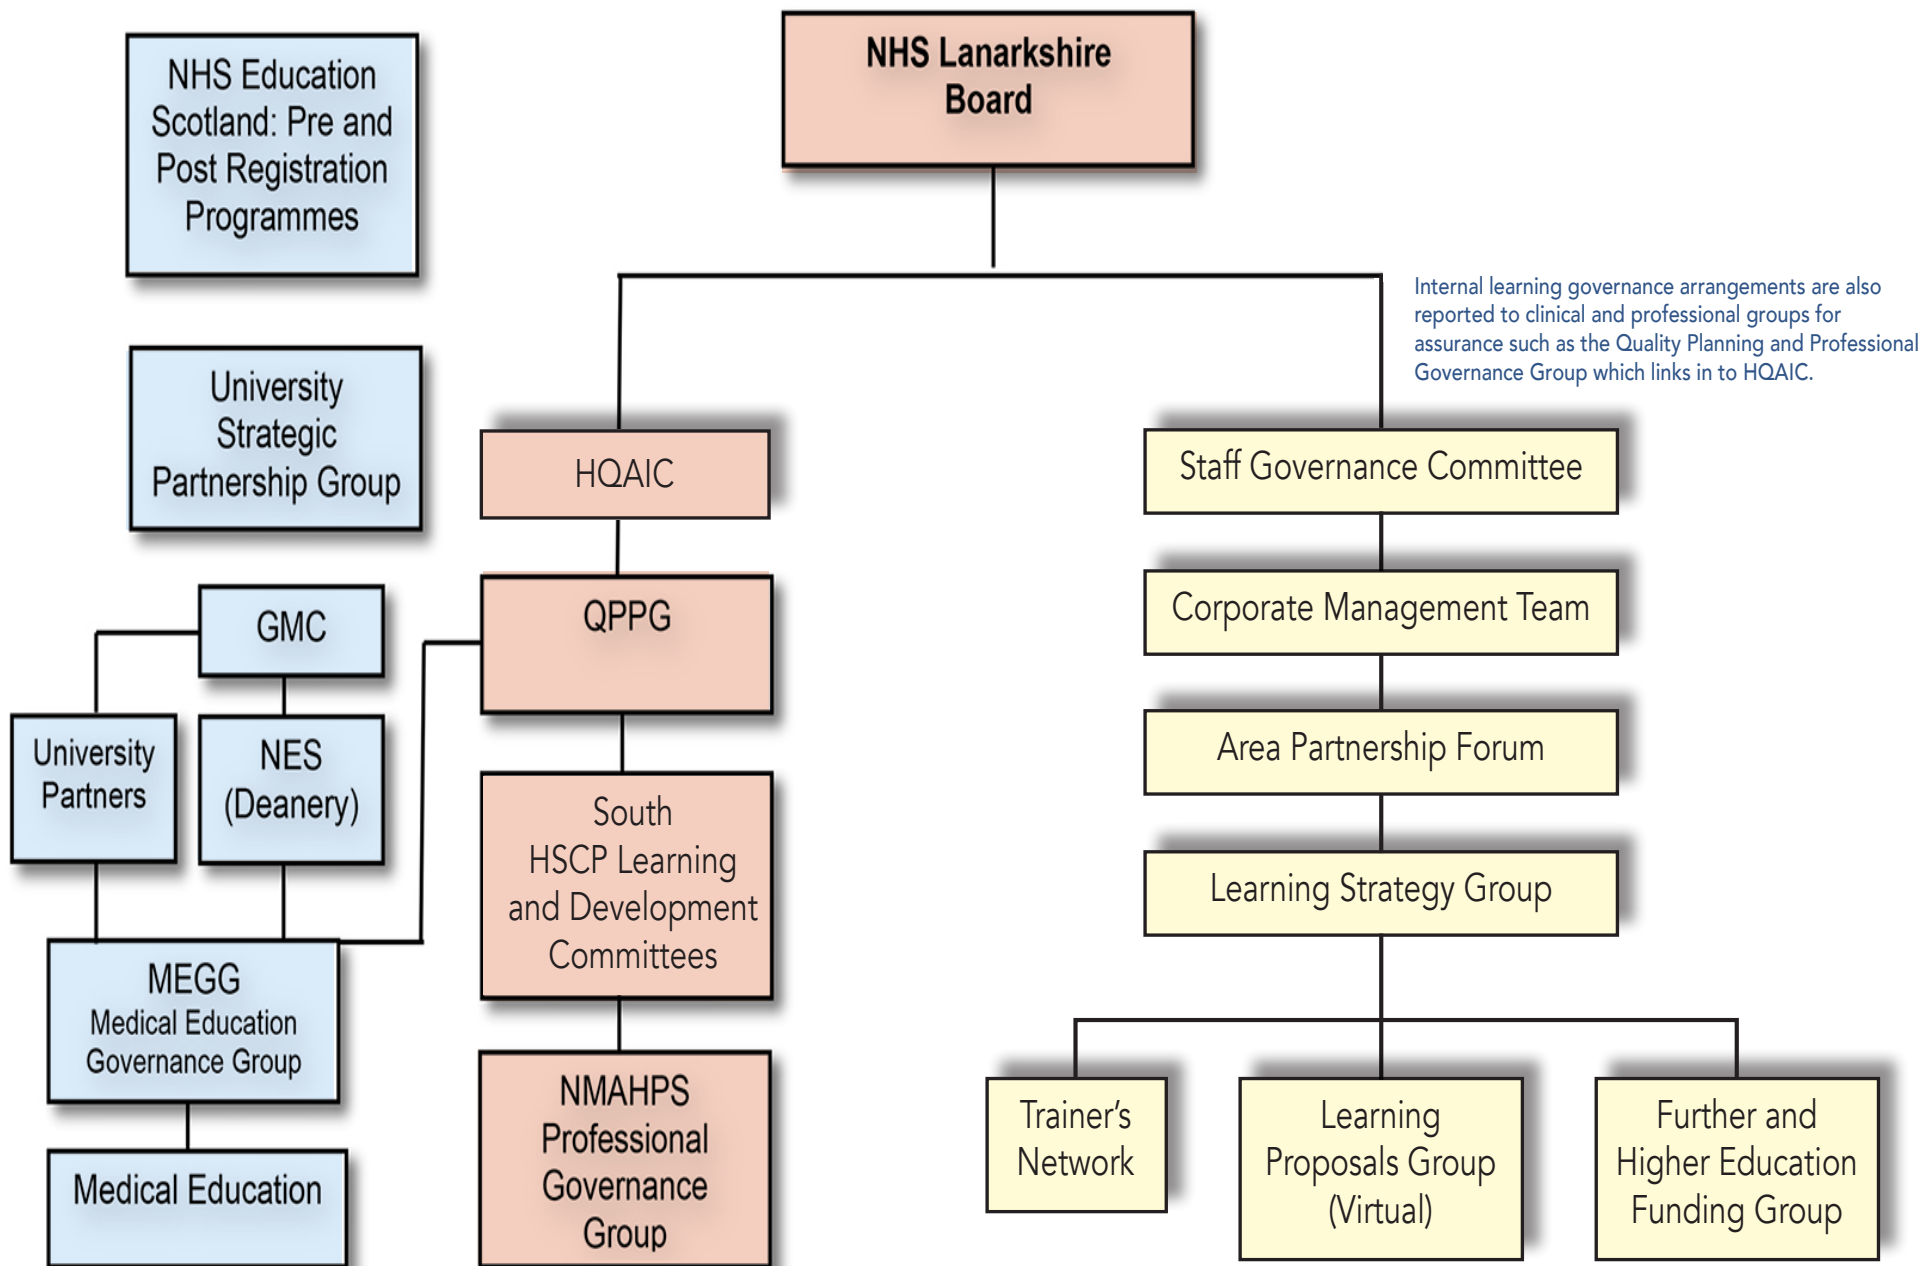 NHS Education
Scotland: Pre and
Post Registration
Programmes
NHS Lanarkshire
Board
Internal learning governance arrangements are also
reported to clinical and professional groups for
assurance such as the Quality Planning and Professional
Governance Group which links in to HQAIC.
University
Strategic
Partnership Group
HQAIC
Staff Governance Committee
GMC
QPPG
Corporate Management Team
University
Partners
NES
(Deanery)
Area Partnership Forum
South
HSCP Learning
and Development
Committees
Learning Strategy Group
MEGG
Medical Education
Governance Group
NMAHPS
Professional
Governance
Group
Medical Education
Trainer’s
Network
Learning
Proposals Group
(Virtual)
Further and
Higher Education
Funding Group